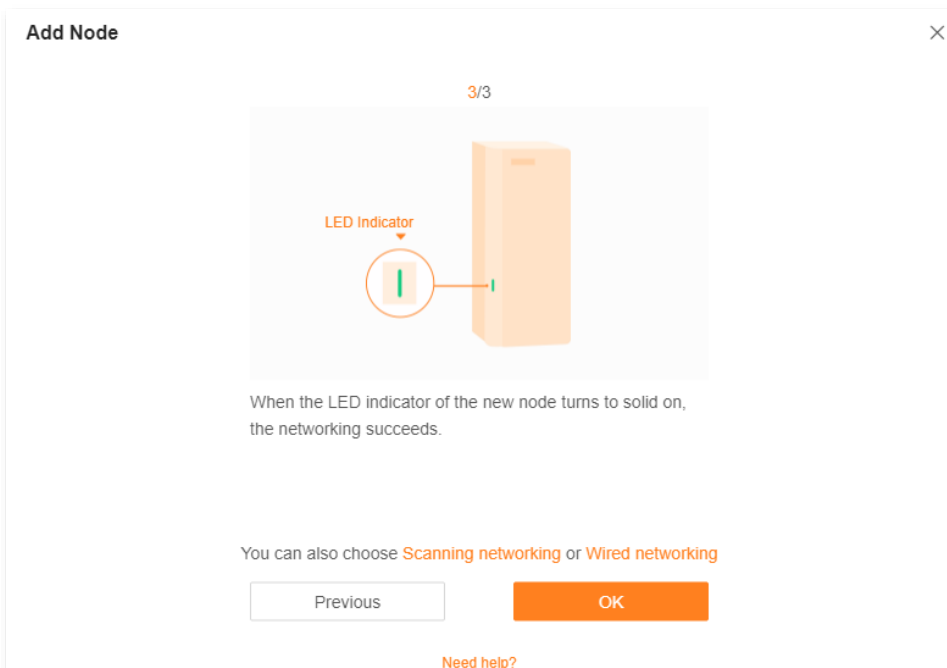 Add Node
3/3
LED Indicator
When the LED indicator of the new node turns to solid on,
the networking succeeds.
You can also choose Scanning networking or Wired networking
Previous
OK
Need help?